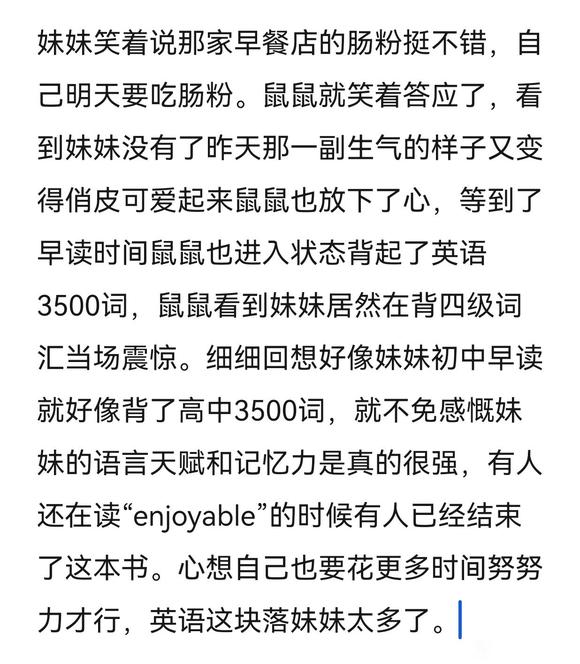 妹妹笑着说那家早餐店的肠粉挺不错，自
己明天要吃肠粉。鼠鼠就笑着答应了，看
到妹妹没有了昨天那一副生气的样子又变
得俏皮可爱起来鼠鼠也放下了心，等到了
早读时间鼠鼠也进入状态背起了英语
3500词，鼠鼠看到妹妹居然在背四级词
汇当场震惊。细细回想好像妹妹初中早读
就好像背了高中3500词，就不免感慨妹
妹的语言天赋和记忆力是真的很强，有人
还在读“enjoyable”的时候有人已经结束
了这本书。心想自己也要花更多时间努努
力才行，英语这块落妹妹太多了。